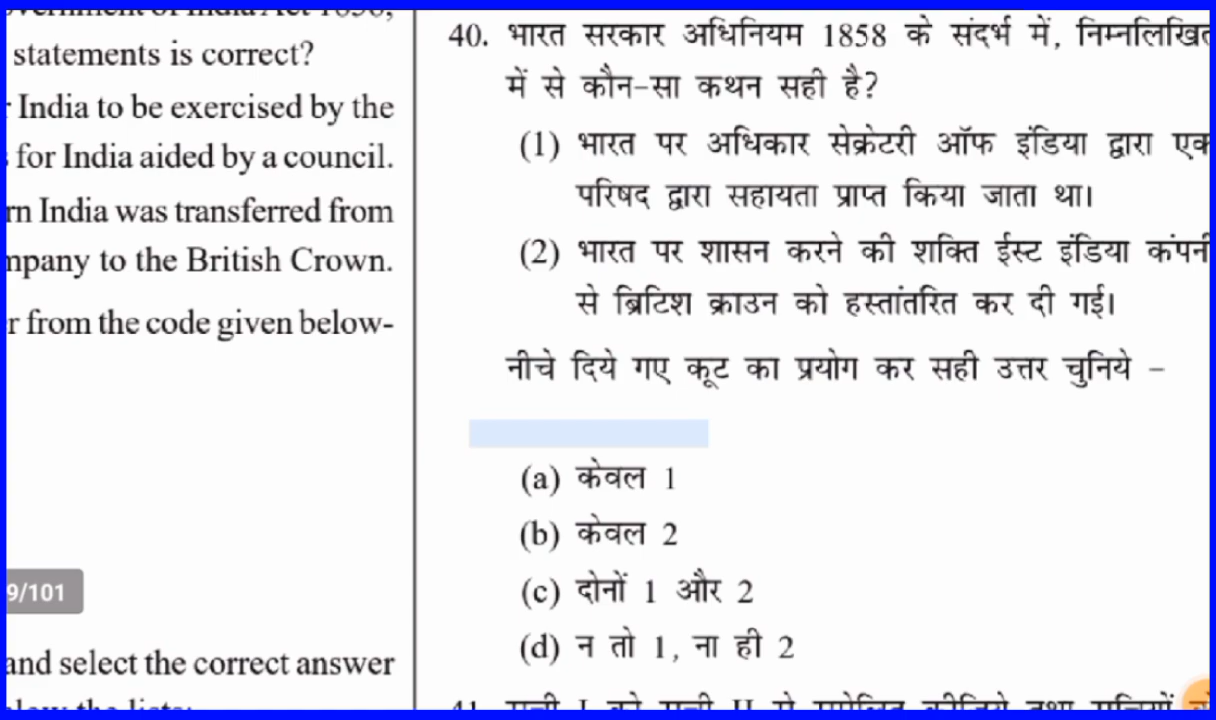 statements is correct?
India to be exercised by the
for India aided by a council.
rn India was transferred from
mpany to the British Crown.
r from the code given below-
9/101
and select the correct answer
40. भारत सरकार अधिनियम 1858 के संदर्भ में, निम्नलिखित
में से कौन-सा कथन सही है?
(1) भारत पर अधिकार सेक्रेटरी ऑफ इंडिया द्वारा एक
परिषद द्वारा सहायता प्राप्त किया जाता था।
(2) भारत पर शासन करने की शक्ति ईस्ट इंडिया कंपनी
से ब्रिटिश क्राउन को हस्तांतरित कर दी गई।
नीचे दिये गए कूट का प्रयोग कर सही उत्तर चुनिये -
(a) केवल 1
(b) केवल 2
(c) दोनों 1 और 2
(d) न तो 1, ना ही 2